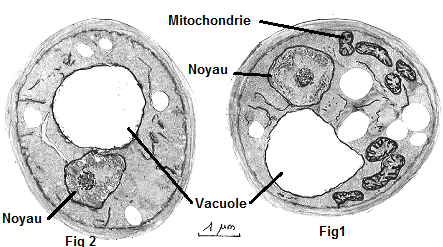 Mitochondrie
Noyau
Vacuole
Noyau
Fig 2
1 µm
Fig1